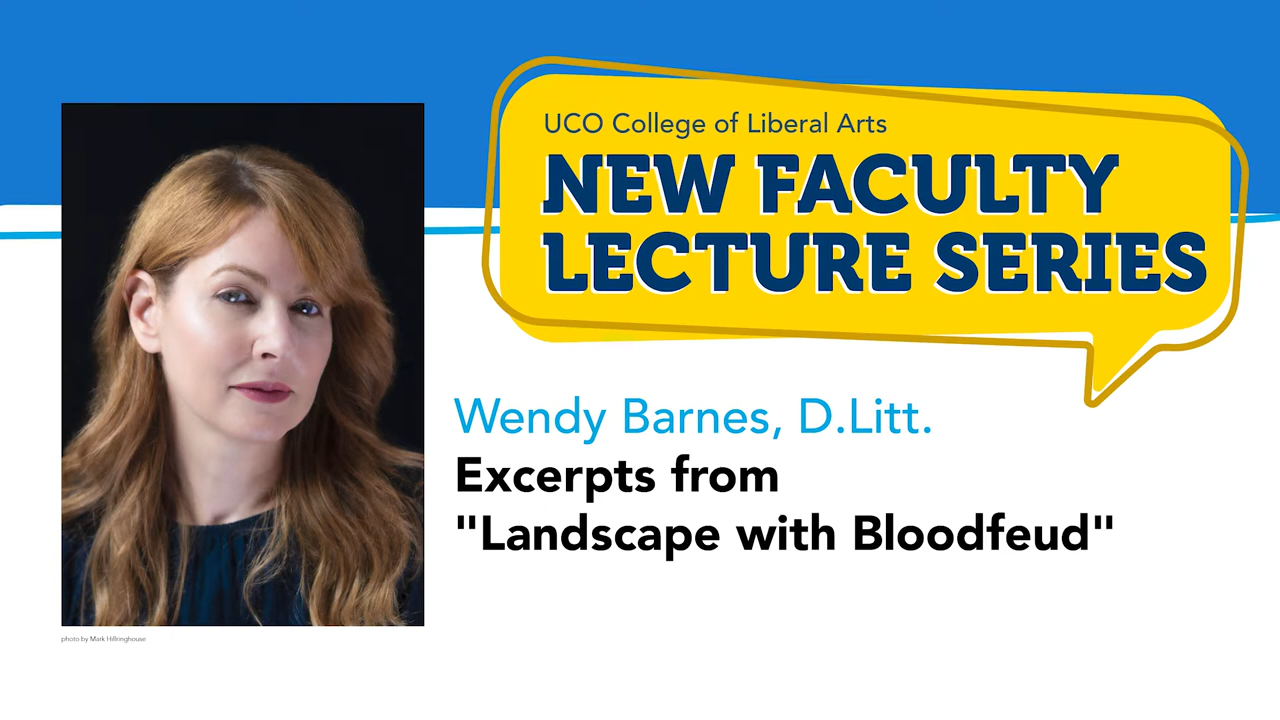 UCO College of Liberal Arts
NEW FACULTY
LECTURE SERIES
Wendy Barnes, D.Litt.
Excerpts from
"Landscape with Bloodfeud"
photo by Mark Hillringhouse